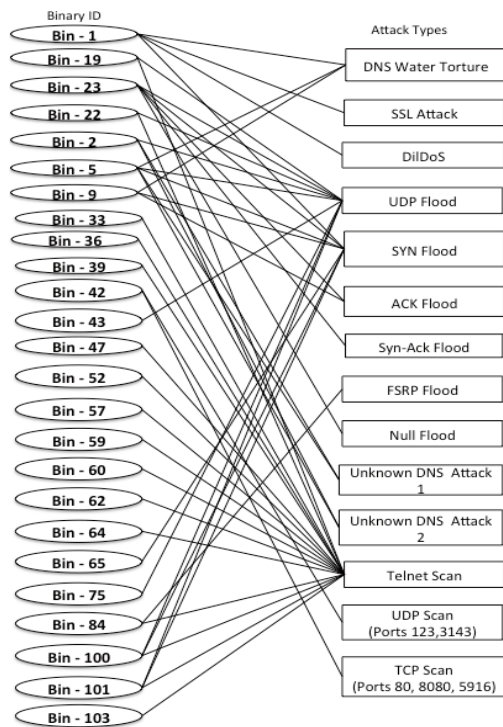 Binary ID
Bin - 1
Bin - 19
Bin - 23
Bin - 22
Bin - 2
Bin - 5
Bin - 9
Bin - 33
Bin - 36
Bin - 39
Bin - 42
Bin - 43
Bin - 47
Bin - 52
Bin - 57
Bin - 59
Bin - 60
Bin - 62
Bin - 64
Bin - 65
Bin - 75
Bin - 84
Bin - 100
Bin - 101
Bin - 103
Attack Types
DNS Water Torture
SSL Attack
DilDoS
UDP Flood
SYN Flood
ACK Flood
Syn-Ack Flood
FSRP Flood
Null Flood
Unknown DNS Attack
1
Unknown DNS Attack
2
Telnet Scan
UDP Scan
(Ports 123,3143)
TCP Scan
(Ports 80, 8080, 5916)